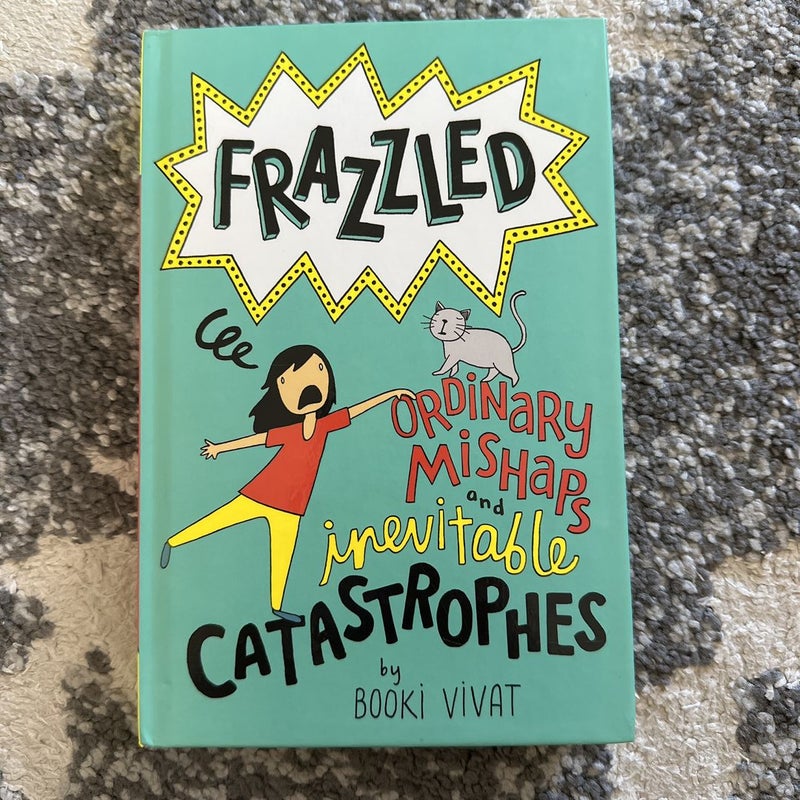 FRAZZLED
ORDINARY
MiSHAPS
and
inevitable
CATASTROPHES
by
BOOKi ViVAT